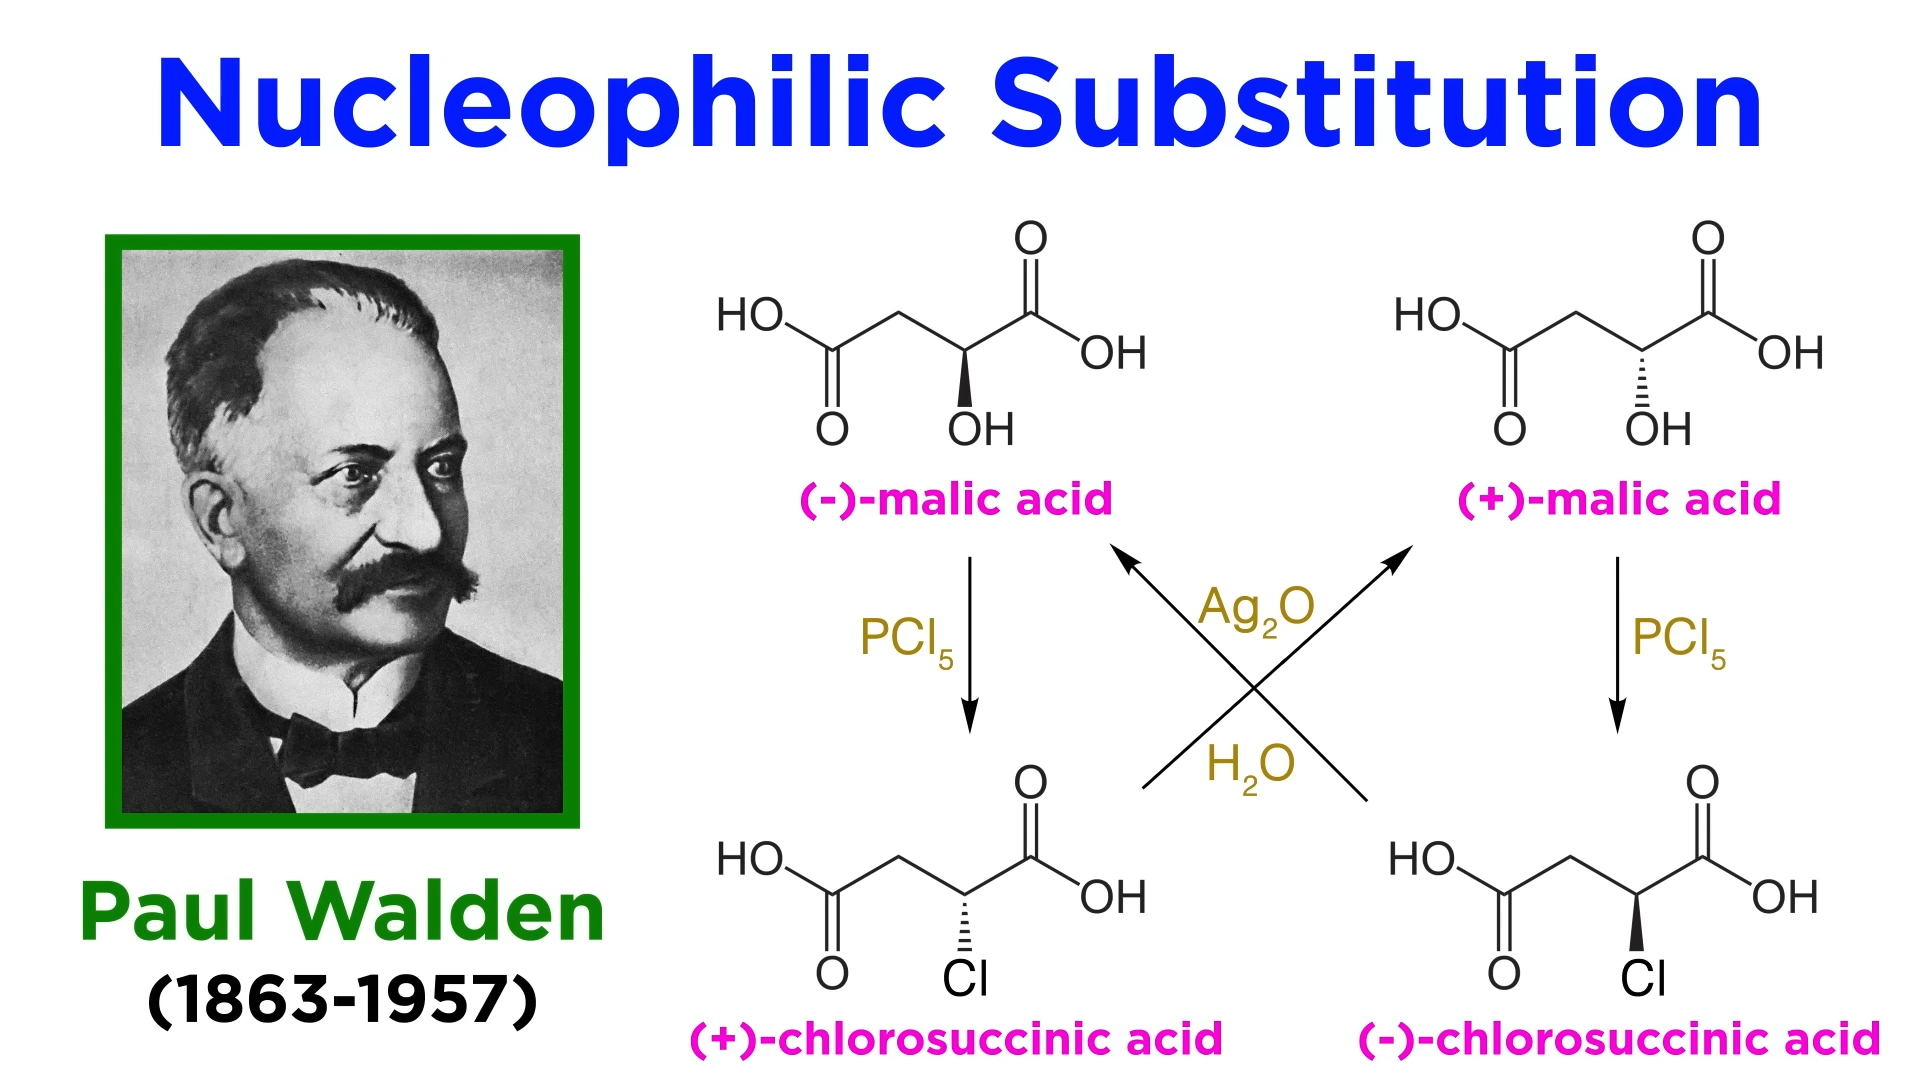 Nucleophilic Substitution
Paul Walden
(1863-1957)
O
HO
OH
O
OH
(-)-malic acid
O
HO
OH
O
OH
(+)-malic acid
PCl₅
Ag₂O
H₂O
PCl₅
O
HO
OH
O
Cl
(+)-chlorosuccinic acid
O
HO
OH
O
Cl
(-)-chlorosuccinic acid